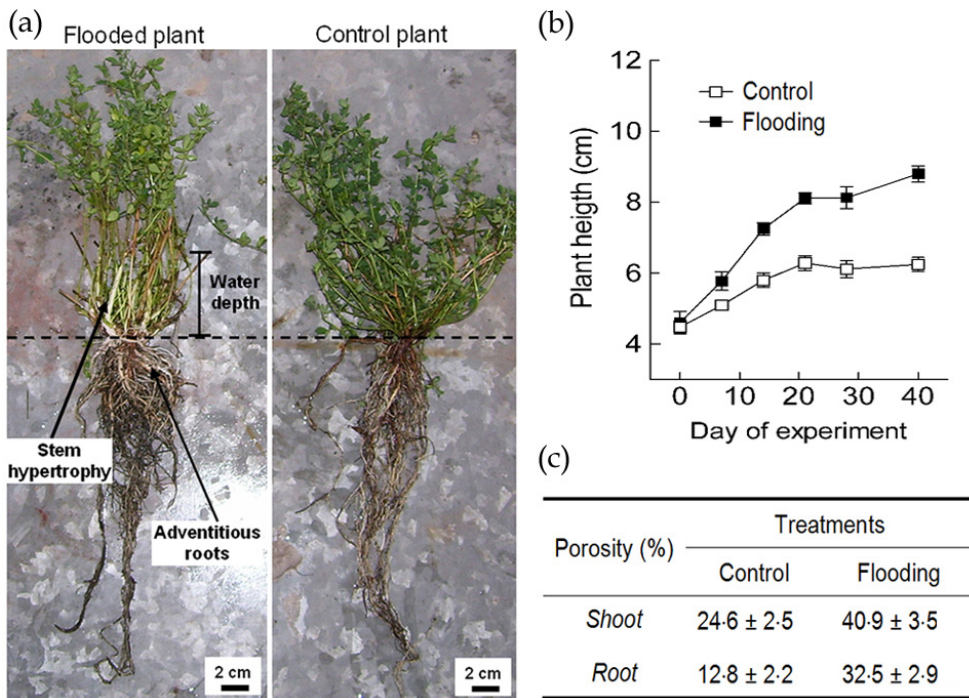 (a)
Flooded plant
Control plant
Water
depth
Stem
hypertrophy
Adventitious
roots
2 cm
2 cm
(b)
12
10
8
6
4
Plant heigth (cm)
Control
Flooding
0
10
20
30
40
Day of experiment
(c)
Porosity (%)
Treatments
Control Flooding
Shoot 24·6 ± 2·5 40·9 ± 3·5
Root 12·8 ± 2·2 32·5 ± 2·9